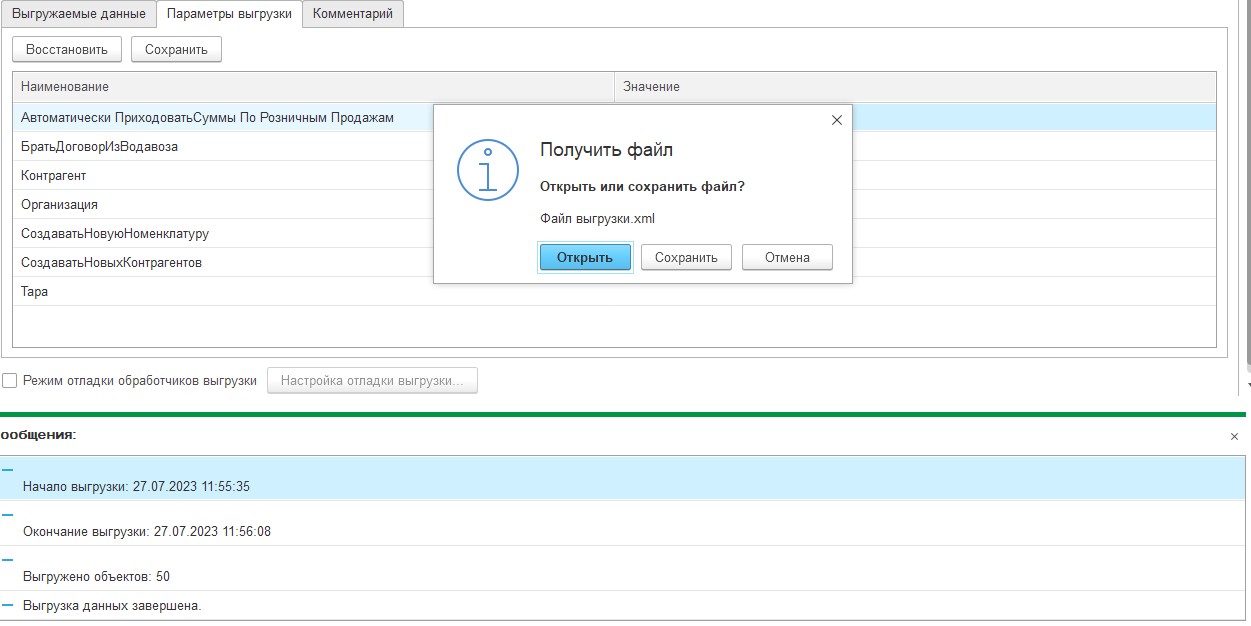 Выгружаемые данные Параметры выгрузки Комментарий
Восстановить Сохранить
Наименование Значение
Автоматически ПриходоватьСуммы По Розничным Продажам
БратьДоговорИзВодавоза
Контрагент
Организация
СоздаватьНовуюНоменклатуру
СоздаватьНовыхКонтрагентов
Тара
Получить файл
Открыть или сохранить файл?
Файл выгрузки.xml
Открыть Сохранить Отмена
Режим отладки обработчиков выгрузки Настройка отладки выгрузки...
ообщения:
Начало выгрузки: 27.07.2023 11:55:35
Окончание выгрузки: 27.07.2023 11:56:08
Выгружено объектов: 50
Выгрузка данных завершена.